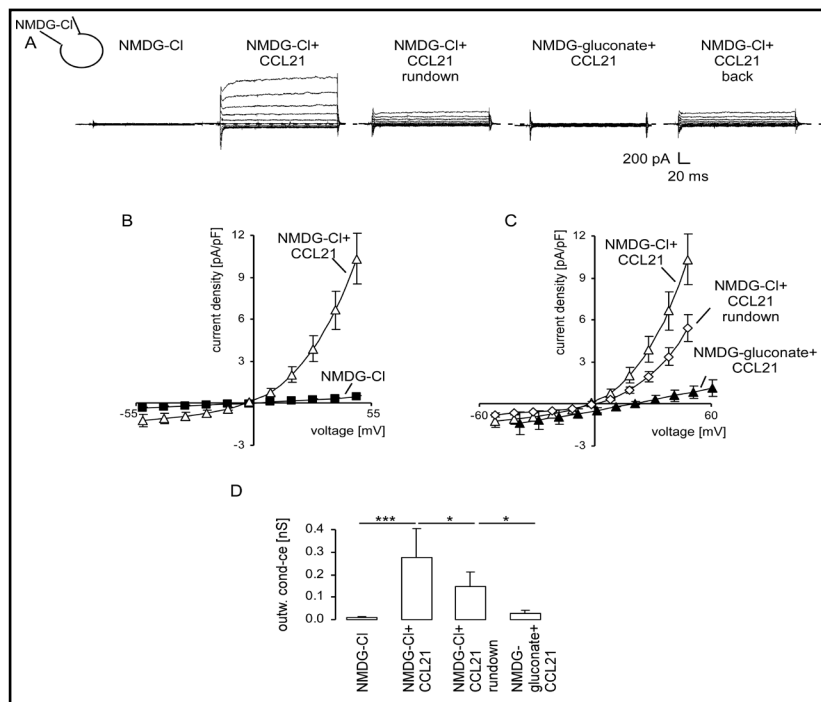 NMDG-Cl
A
NMDG-Cl
NMDG-Cl+
CCL21
NMDG-Cl+
CCL21
rundown
NMDG-gluconate+
CCL21
NMDG-Cl+
CCL21
back
200 pA
20 ms
B
current density [pA/pF]
12
9
6
3
-3
-55
55
voltage [mV]
NMDG-Cl+
CCL21
NMDG-Cl
C
current density [pA/pF]
12
9
6
3
-3
-60
60
voltage [mV]
NMDG-Cl+
CCL21
NMDG-Cl+
CCL21
rundown
NMDG-gluconate+
CCL21
D
outw. cond-ce [nS]
0.4
0.3
0.2
0.1
0.0
***
*
*
NMDG-Cl
NMDG-Cl+
CCL21
NMDG-Cl+
CCL21
rundown
NMDG-
gluconate+
CCL21